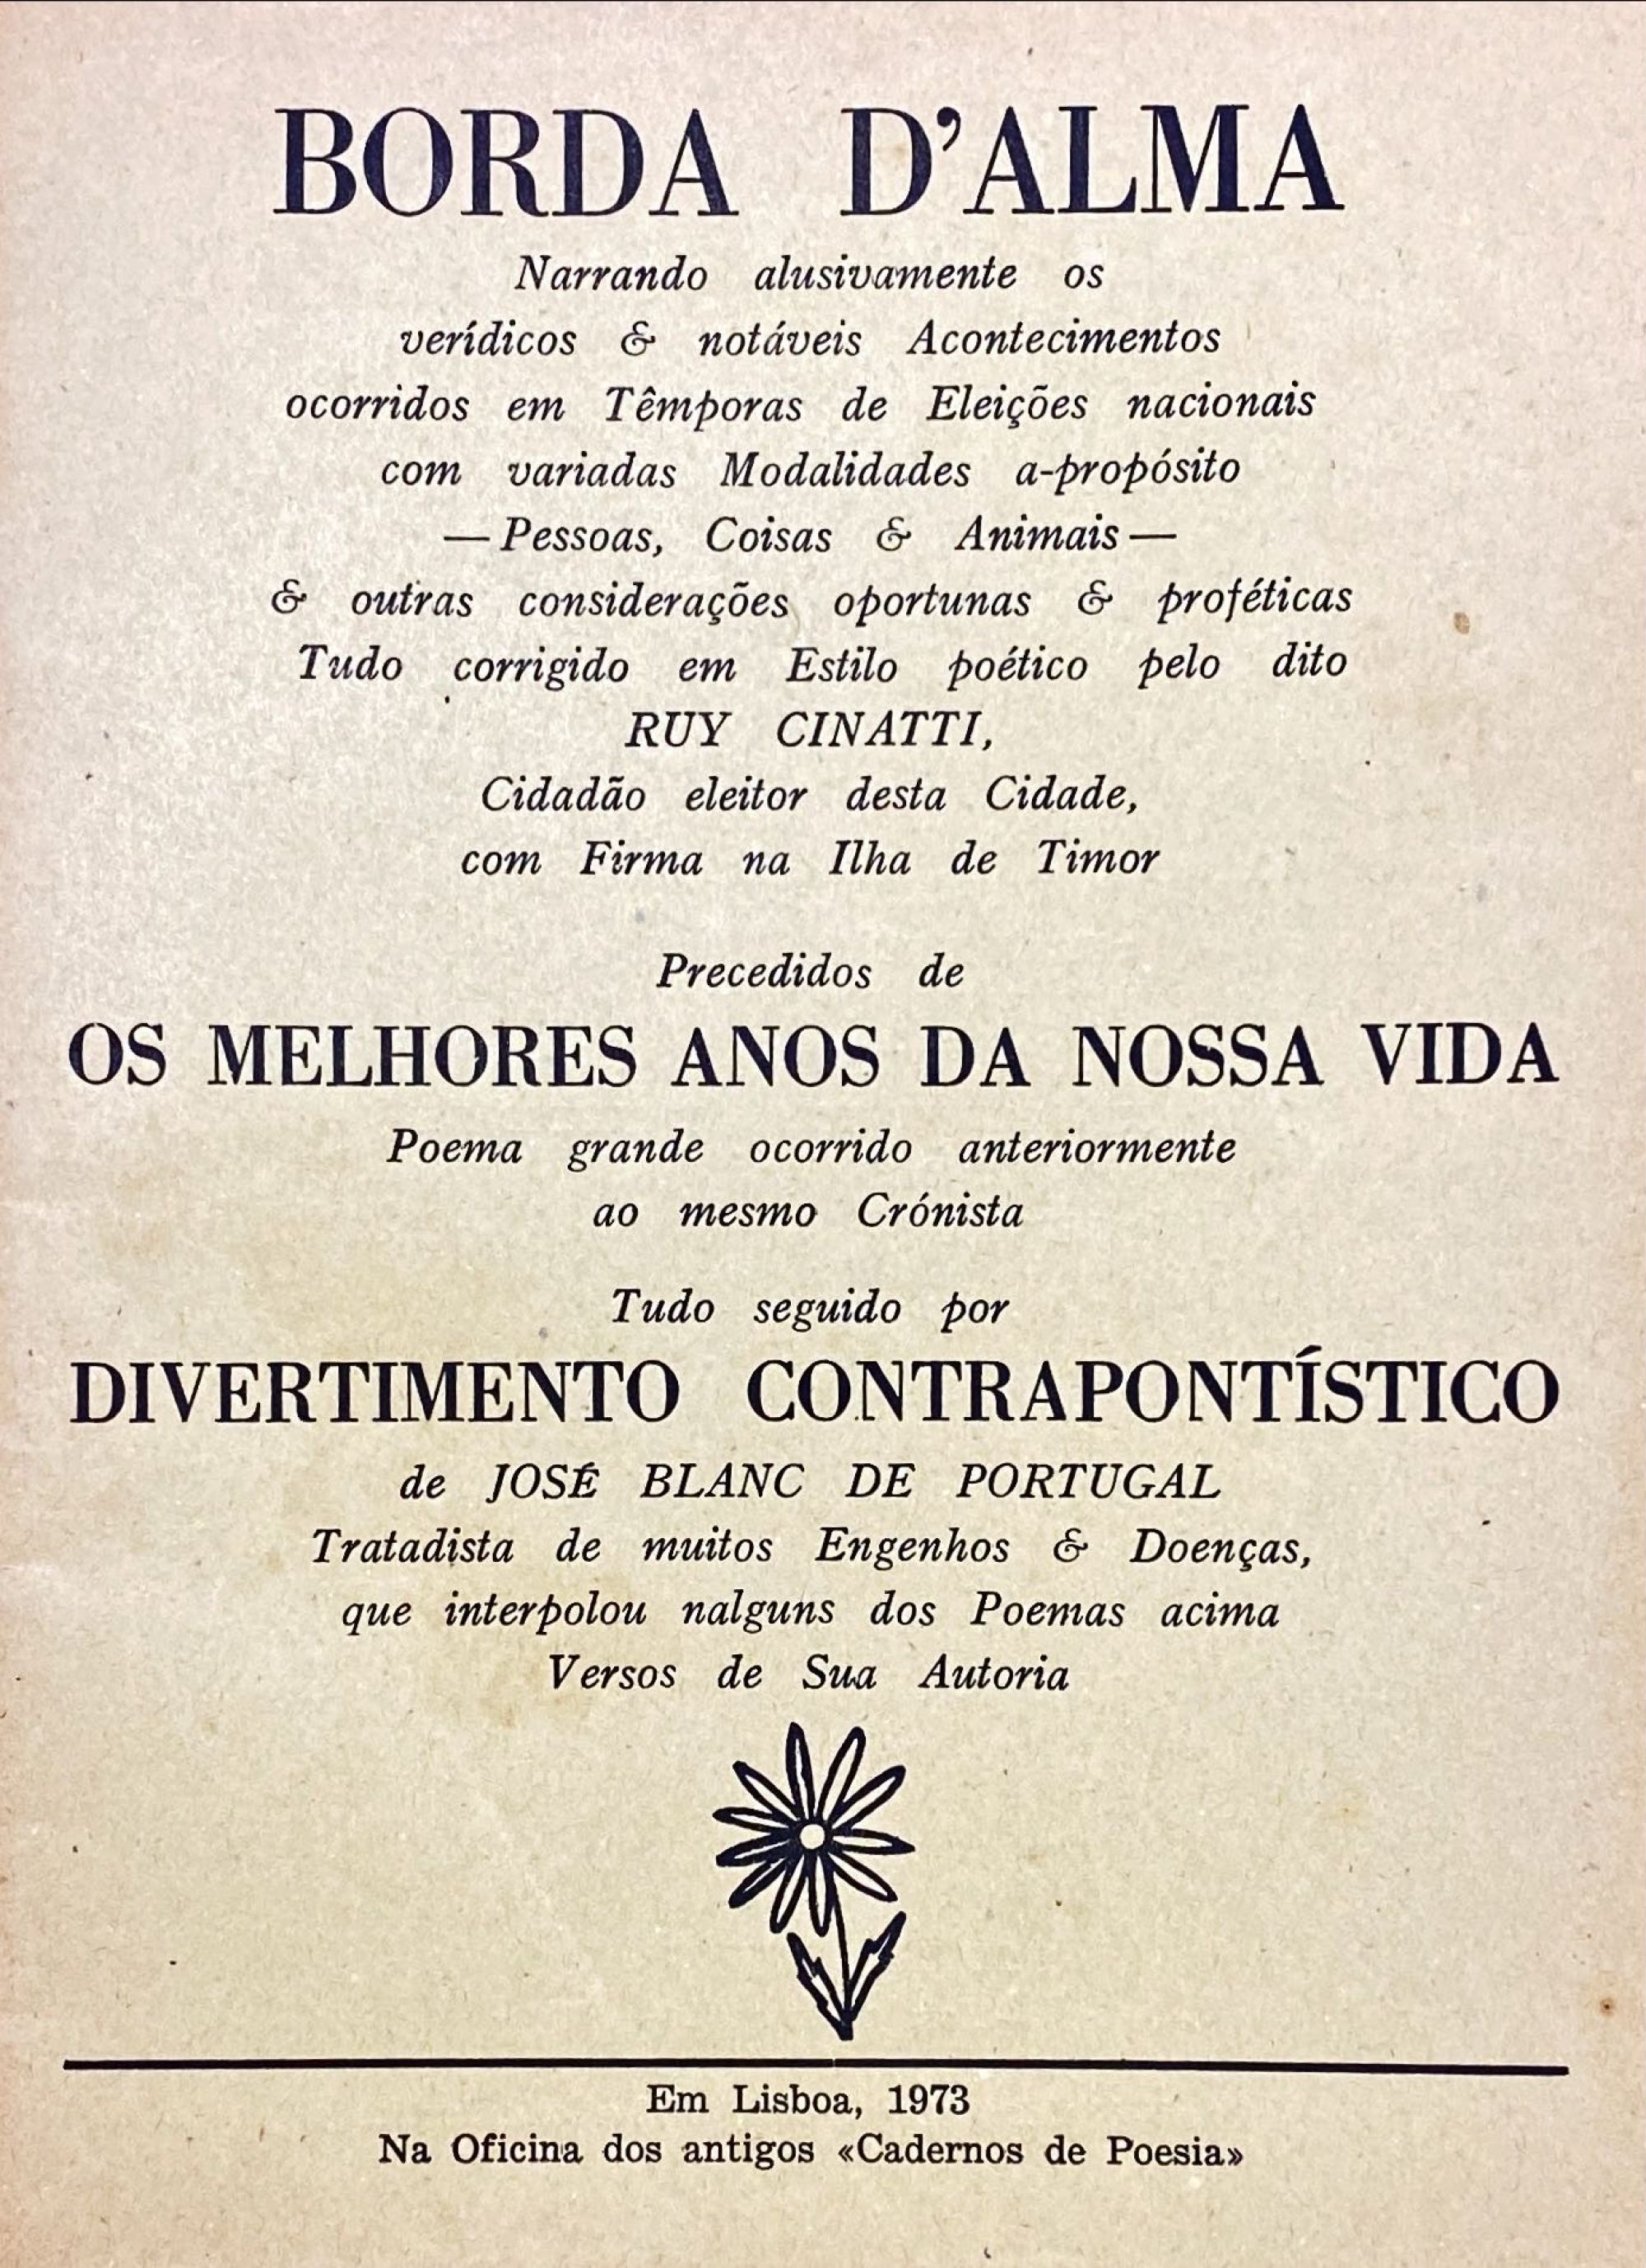 BORDA D'ALMA
Narrando alusivamente os
verídicos & notáveis Acontecimentos
ocorridos em Têmporas de Eleições nacionais
com variadas Modalidades a-propósito
— Pessoas, Coisas & Animais —
& outras considerações oportunas & proféticas
Tudo corrigido em Estilo poético pelo dito
RUY CINATTI,
Cidadão eleitor desta Cidade,
com Firma na Ilha de Timor
Precedidos de
OS MELHORES ANOS DA NOSSA VIDA
Poema grande ocorrido anteriormente
ao mesmo Crónista
Tudo seguido por
DIVERTIMENTO CONTRAPONTÍSTICO
de JOSÉ BLANC DE PORTUGAL
Tratadista de muitos Engenhos & Doenças,
que interpolou nalguns dos Poemas acima
Versos de Sua Autoria
Em Lisboa, 1973
Na Oficina dos antigos «Cadernos de Poesia»